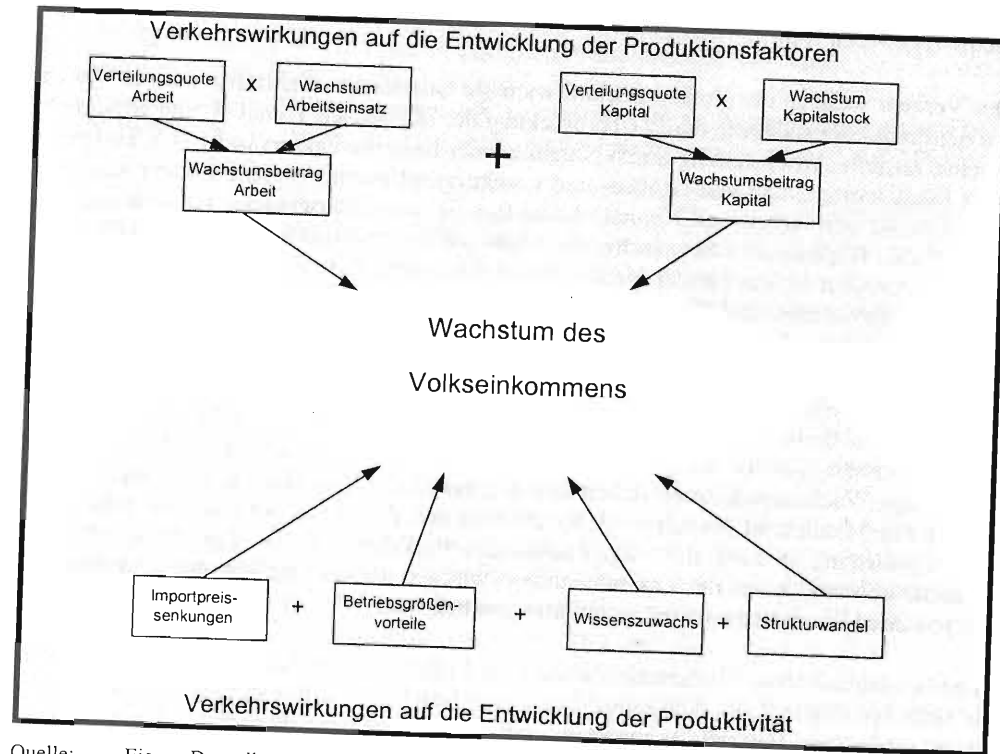 Verkehrswirkungen auf die Entwicklung der Produktionsfaktoren
Verteilungsquote
Arbeit
x
Wachstum
Arbeitseinsatz
Verteilungsquote
Kapital
x
Wachstum
Kapitalstock
Wachstumsbeitrag
Arbeit
+
Wachstumsbeitrag
Kapital
Wachstum des
Volkseinkommens
Importpreis-
senkungen
+
Betriebsgrößen-
vorteile
+
Wissenszuwachs
+
Strukturwandel
Verkehrswirkungen auf die Entwicklung der Produktivität
Quelle: